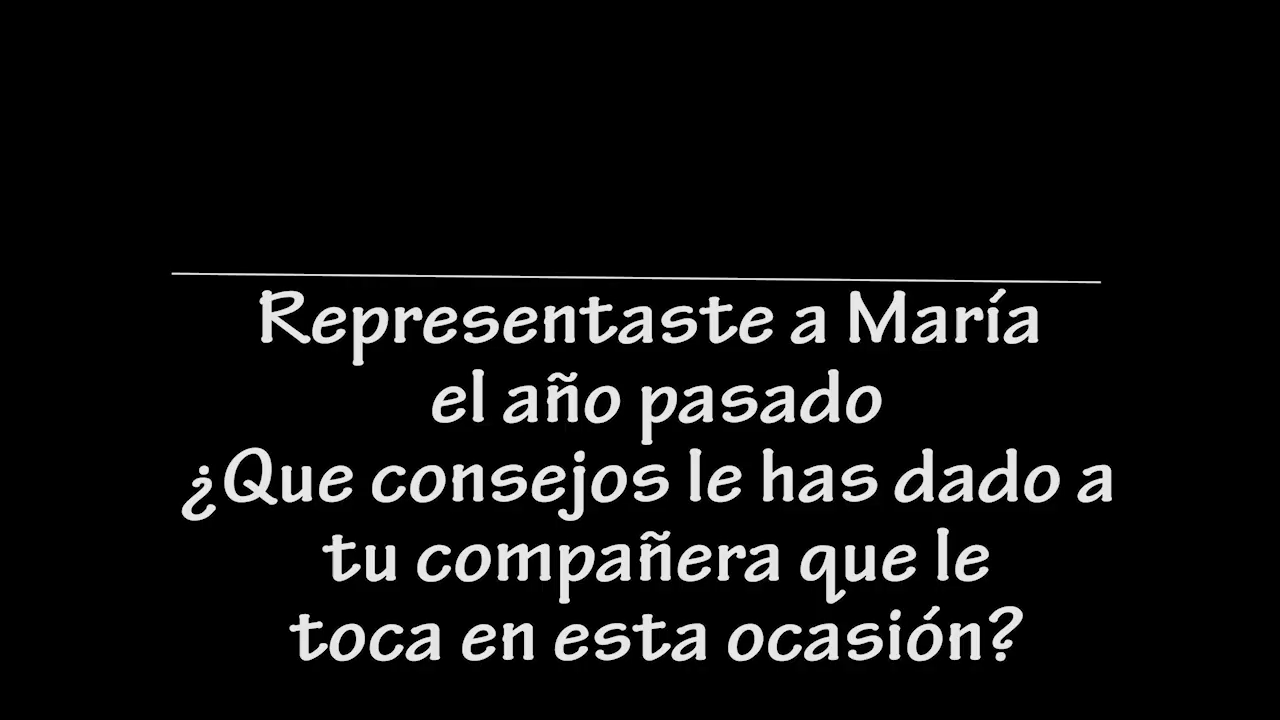 Representaste a María
el año pasado
¿Que consejos le has dado a
tu compañera que le
toca en esta ocasión?